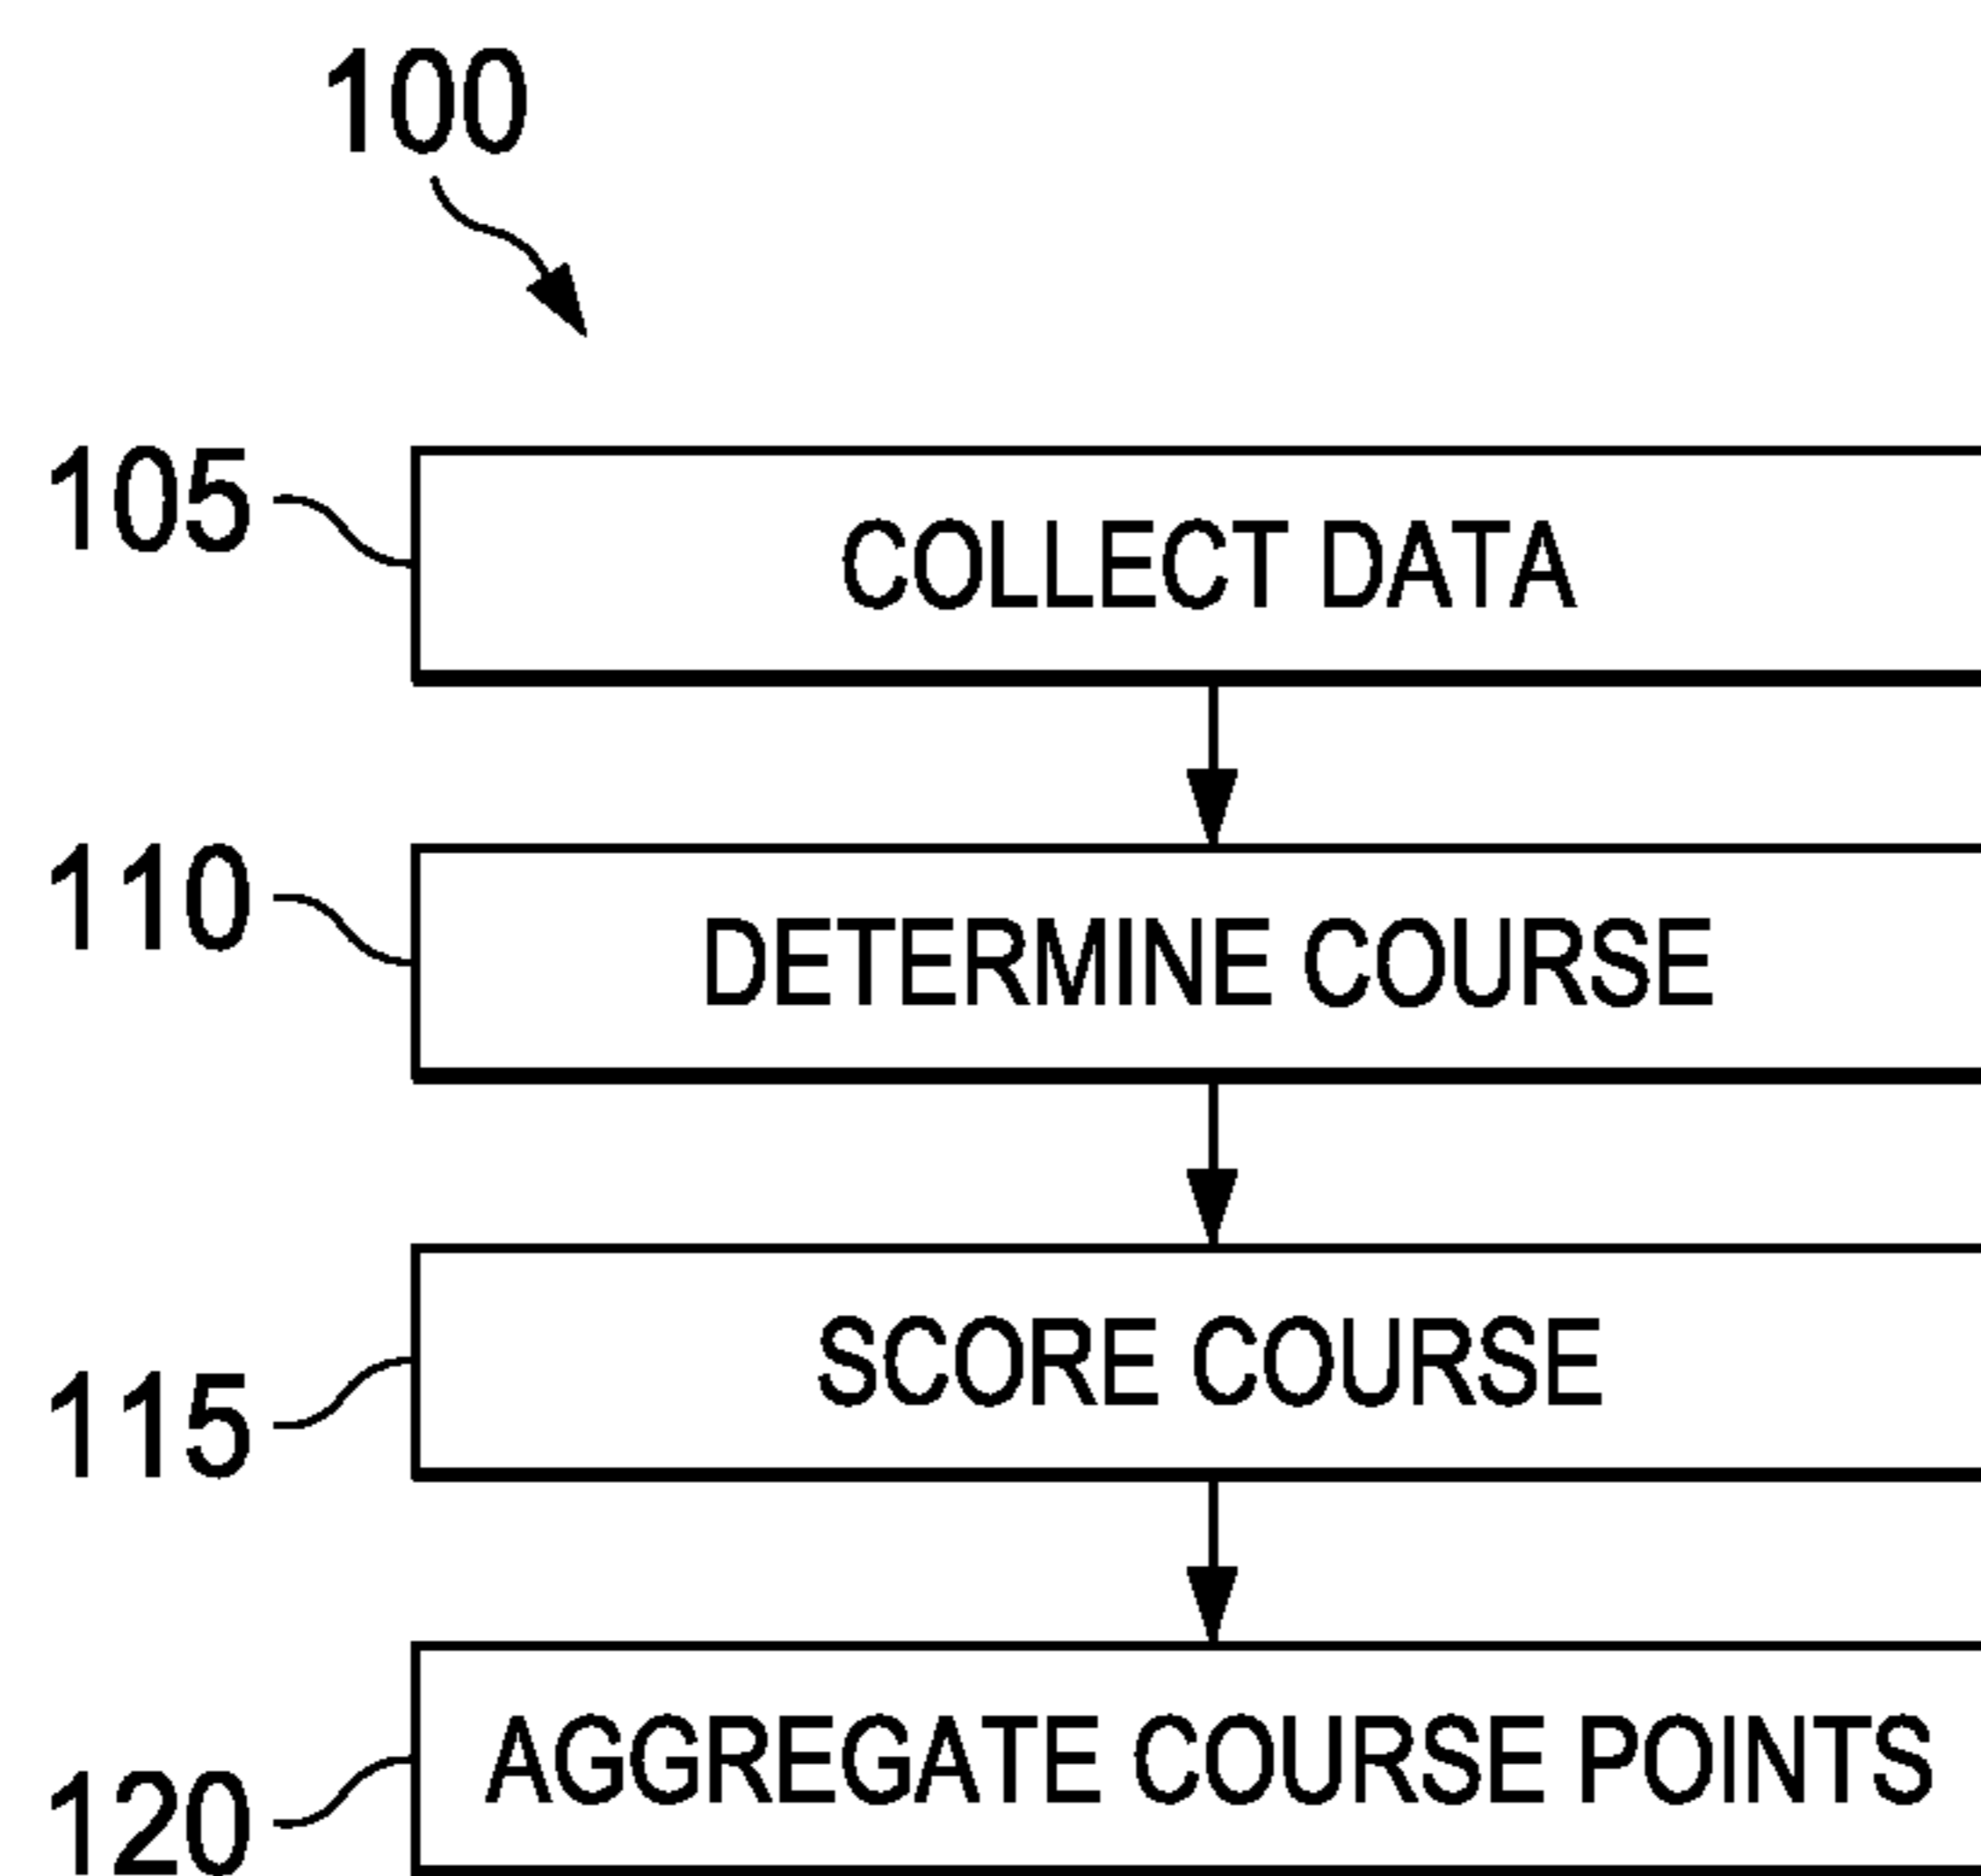 100
105
COLLECT DATA
110
DETERMINE COURSE
115
SCORE COURSE
120
AGGREGATE COURSE POINTS